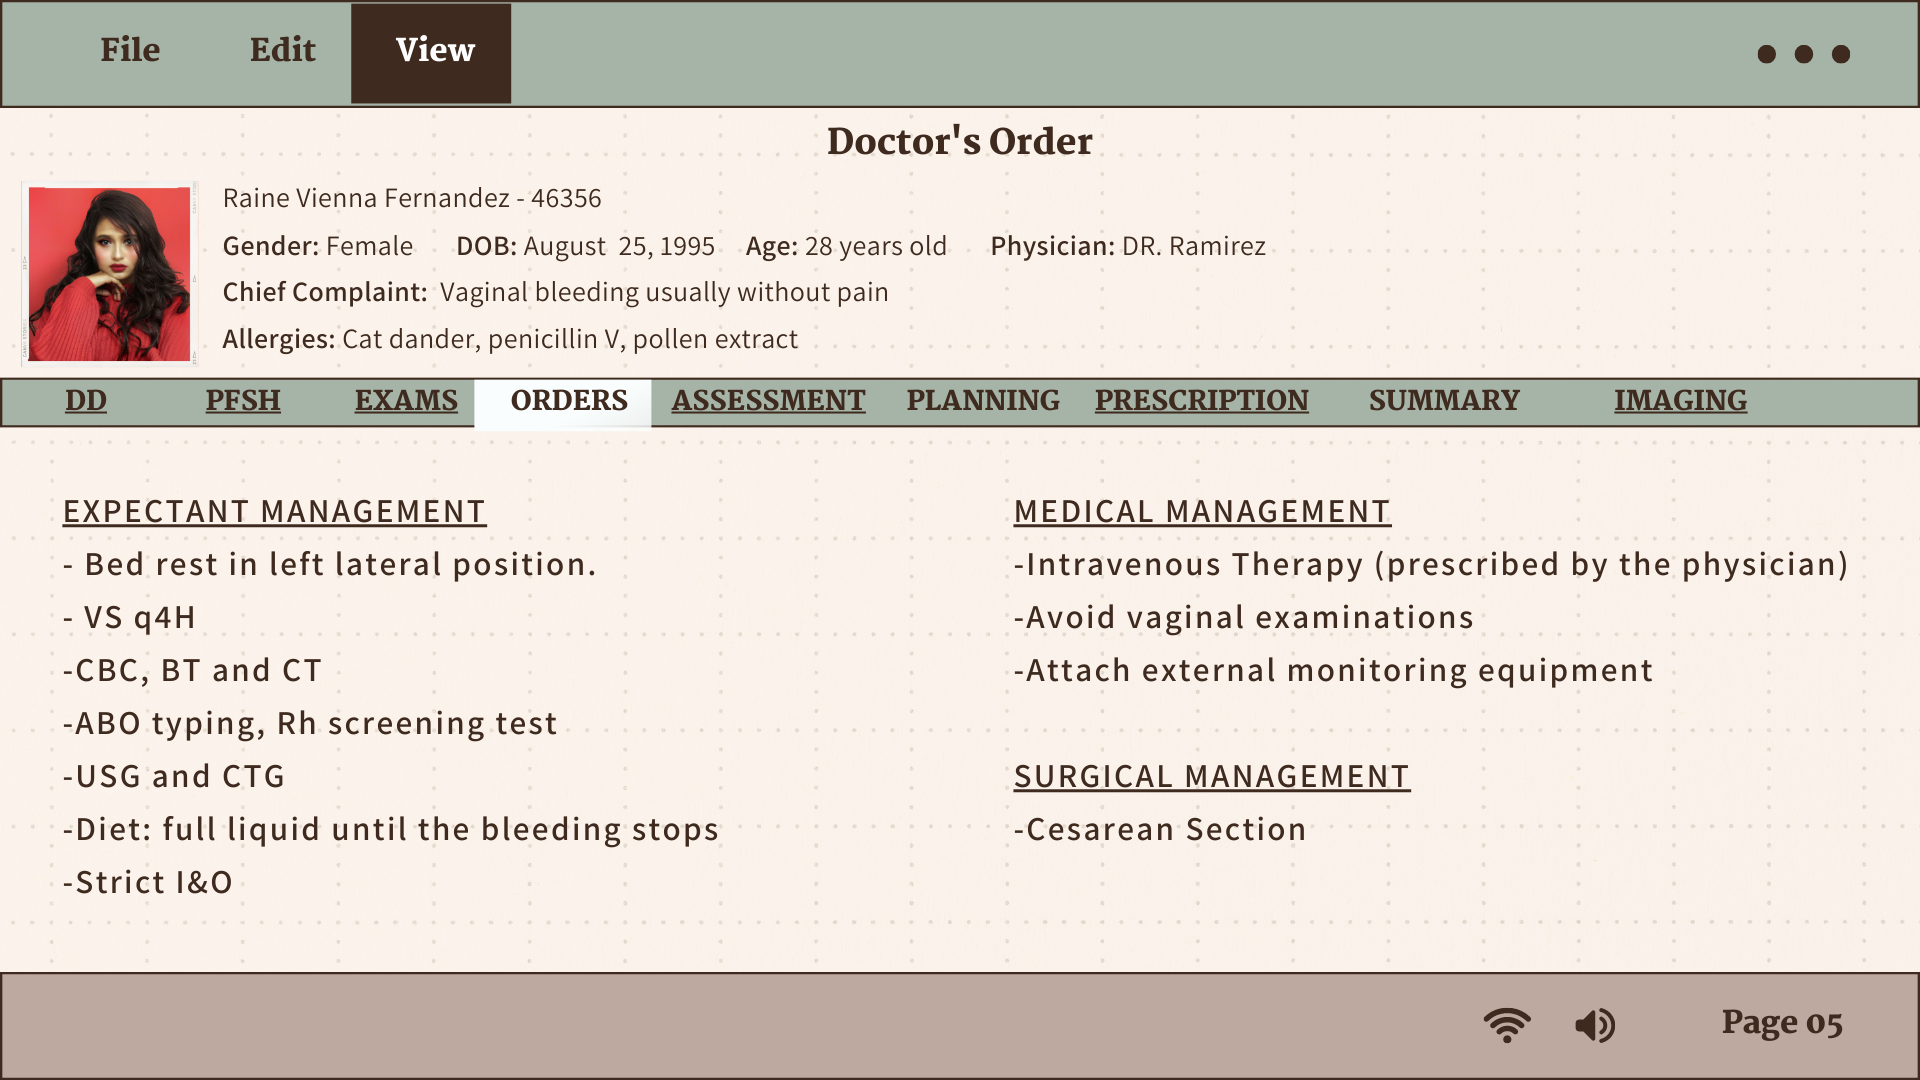 File Edit View
Doctor's Order
Raine Vienna Fernandez - 46356
Gender: Female DOB: August 25, 1995 Age: 28 years old Physician: DR. Ramirez
Chief Complaint: Vaginal bleeding usually without pain
Allergies: Cat dander, penicillin V, pollen extract
DD PFSH EXAMS ORDERS ASSESSMENT PLANNING PRESCRIPTION SUMMARY IMAGING
EXPECTANT MANAGEMENT
- Bed rest in left lateral position.
- VS q4H
-CBC, BT and CT
-ABO typing, Rh screening test
-USG and CTG
-Diet: full liquid until the bleeding stops
-Strict I&O
MEDICAL MANAGEMENT
-Intravenous Therapy (prescribed by the physician)
-Avoid vaginal examinations
-Attach external monitoring equipment
SURGICAL MANAGEMENT
-Cesarean Section
Page 05